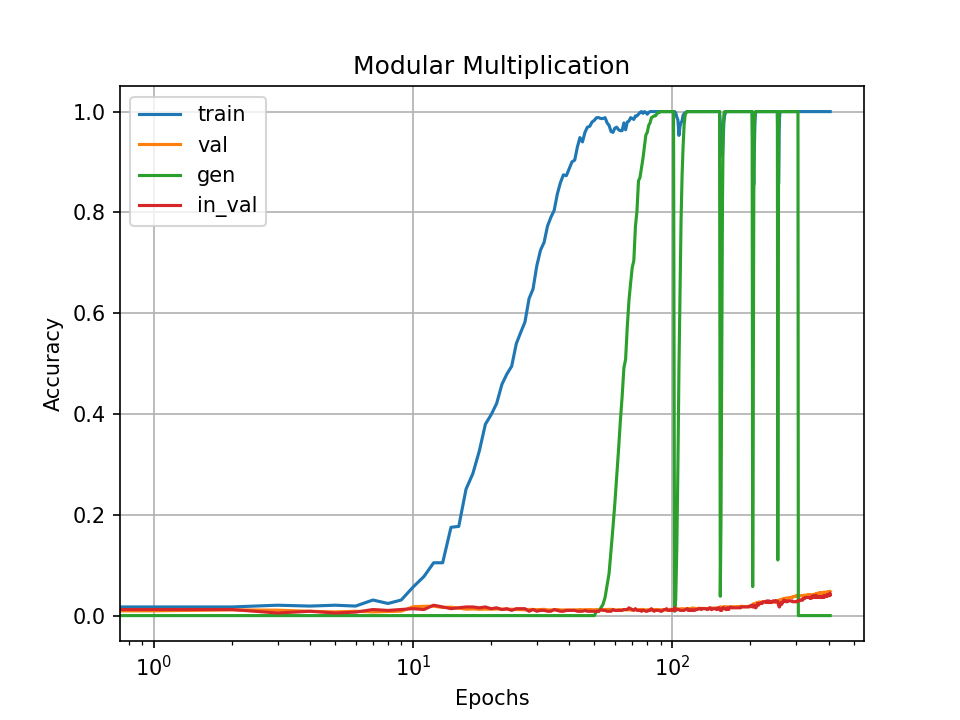 Modular Multiplication
1.0
0.8
0.6
0.4
0.2
0.0
Accuracy
train
val
gen
in_val
10⁰
10¹
10²
Epochs